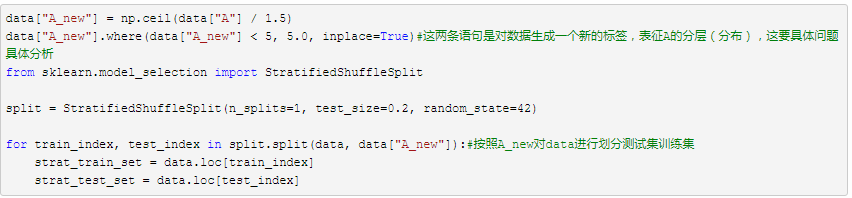 data["A_new"] = np.ceil(data["A"] / 1.5)
data["A_new"].where(data["A_new"] < 5, 5.0, inplace=True)#这两条语句是对数据生成一个新的标签，表征A的分层（分布），这要具体问题
具体分析
from sklearn.model_selection import StratifiedShuffleSplit
split = StratifiedShuffleSplit(n_splits=1, test_size=0.2, random_state=42)
for train_index, test_index in split.split(data, data["A_new"]):#按照A_new对data进行划分测试集训练集
    strat_train_set = data.loc[train_index]
    strat_test_set = data.loc[test_index]